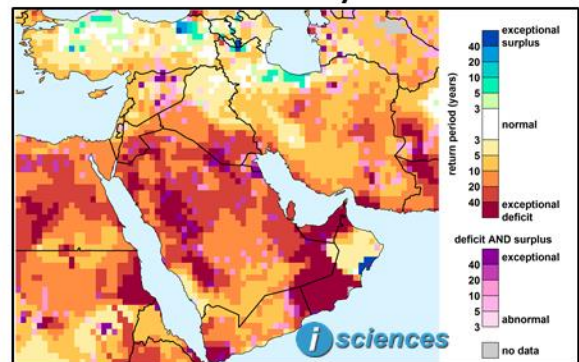 exceptional
surplus
40
20
10
5
3
normal
3
5
10
20
40
exceptional
deficit
return period (years)
deficit AND surplus
40
20
10
5
3
exceptional
abnormal
no data
i sciences